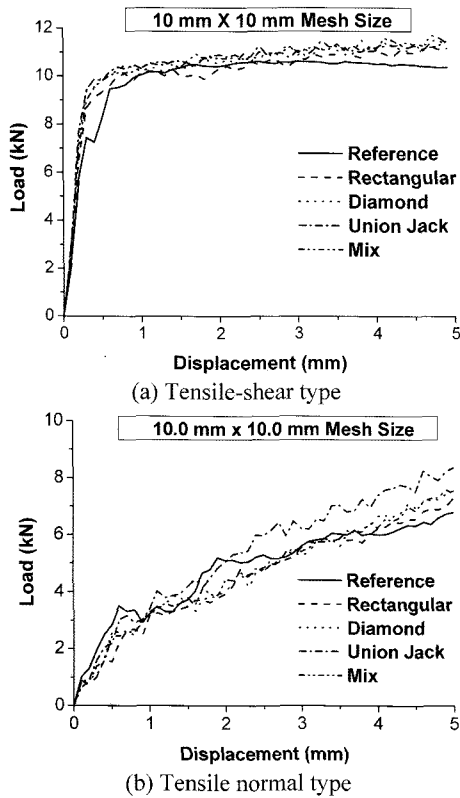 10 mm X 10 mm Mesh Size
12
10
8
6
4
2
0
Load (kN)
Reference
Rectangular
Diamond
Union Jack
Mix
0 1 2 3 4 5
Displacement (mm)
(a) Tensile-shear type
10.0 mm x 10.0 mm Mesh Size
10
8
6
4
2
0
Load (kN)
Reference
Rectangular
Diamond
Union Jack
Mix
0 1 2 3 4 5
Displacement (mm)
(b) Tensile normal type